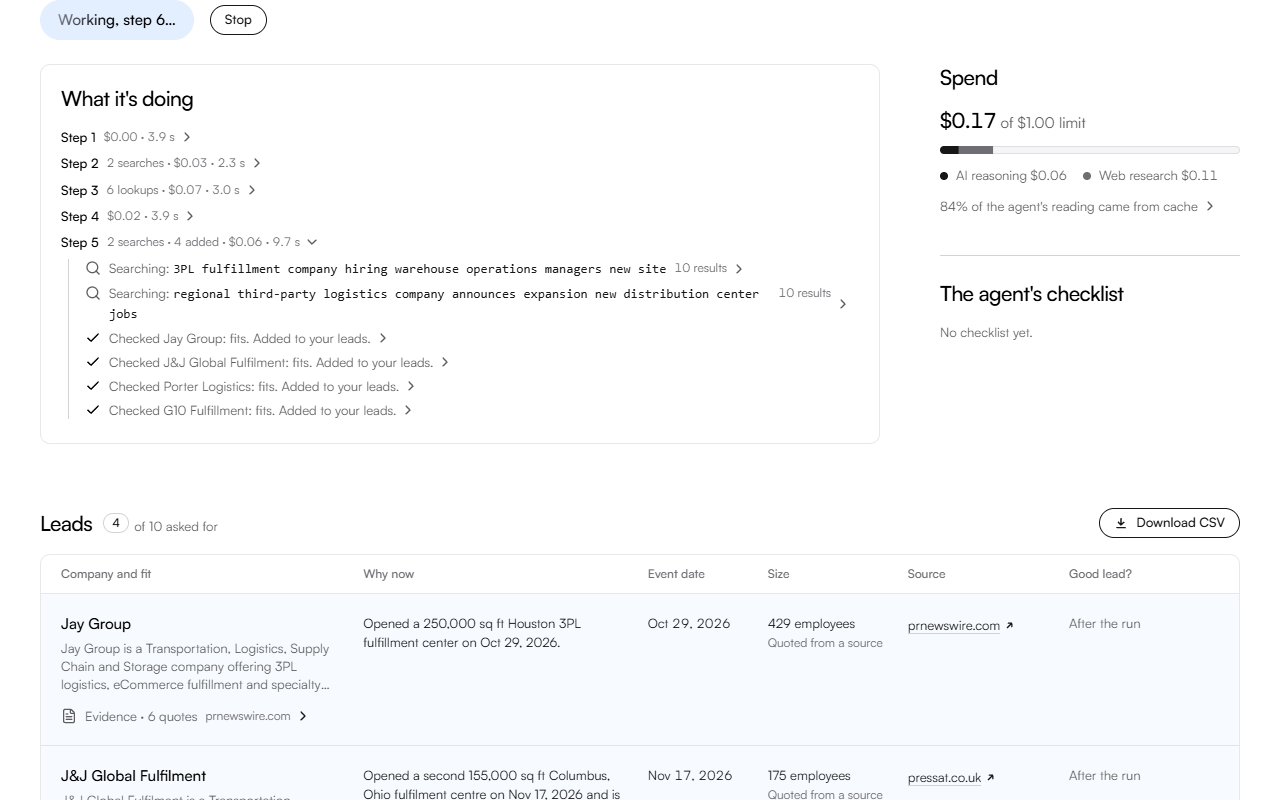 Working, step 6...
Stop
What it's doing
Step 1 $0.00 · 3.9 s
Step 2 2 searches · $0.03 · 2.3 s
Step 3 6 lookups · $0.07 · 3.0 s
Step 4 $0.02 · 3.9 s
Step 5 2 searches · 4 added · $0.06 · 9.7 s
Searching: 3PL fulfillment company hiring warehouse operations managers new site 10 results
Searching: regional third-party logistics company announces expansion new distribution center 10 results
jobs
Checked Jay Group: fits. Added to your leads.
Checked J&J Global Fulfilment: fits. Added to your leads.
Checked Porter Logistics: fits. Added to your leads.
Checked G10 Fulfillment: fits. Added to your leads.
Spend
$0.17 of $1.00 limit
AI reasoning $0.06 Web research $0.11
84% of the agent's reading came from cache
The agent's checklist
No checklist yet.
Leads 4 of 10 asked for
Download CSV
Company and fit Why now Event date Size Source Good lead?
Jay Group
Jay Group is a Transportation, Logistics, Supply
Chain and Storage company offering 3PL
logistics, eCommerce fulfillment and specialty...
Evidence · 6 quotes prnewswire.com
Opened a 250,000 sq ft Houston 3PL
fulfillment center on Oct 29, 2026.
Oct 29, 2026
429 employees
Quoted from a source
prnewswire.com
After the run
J&J Global Fulfilment
J&J Global Fulfilment is a Transportation,
Opened a second 155,000 sq ft Columbus,
Ohio fulfilment centre on Nov 17, 2026 and is
Nov 17, 2026
175 employees
Quoted from a source
pressat.co.uk
After the run